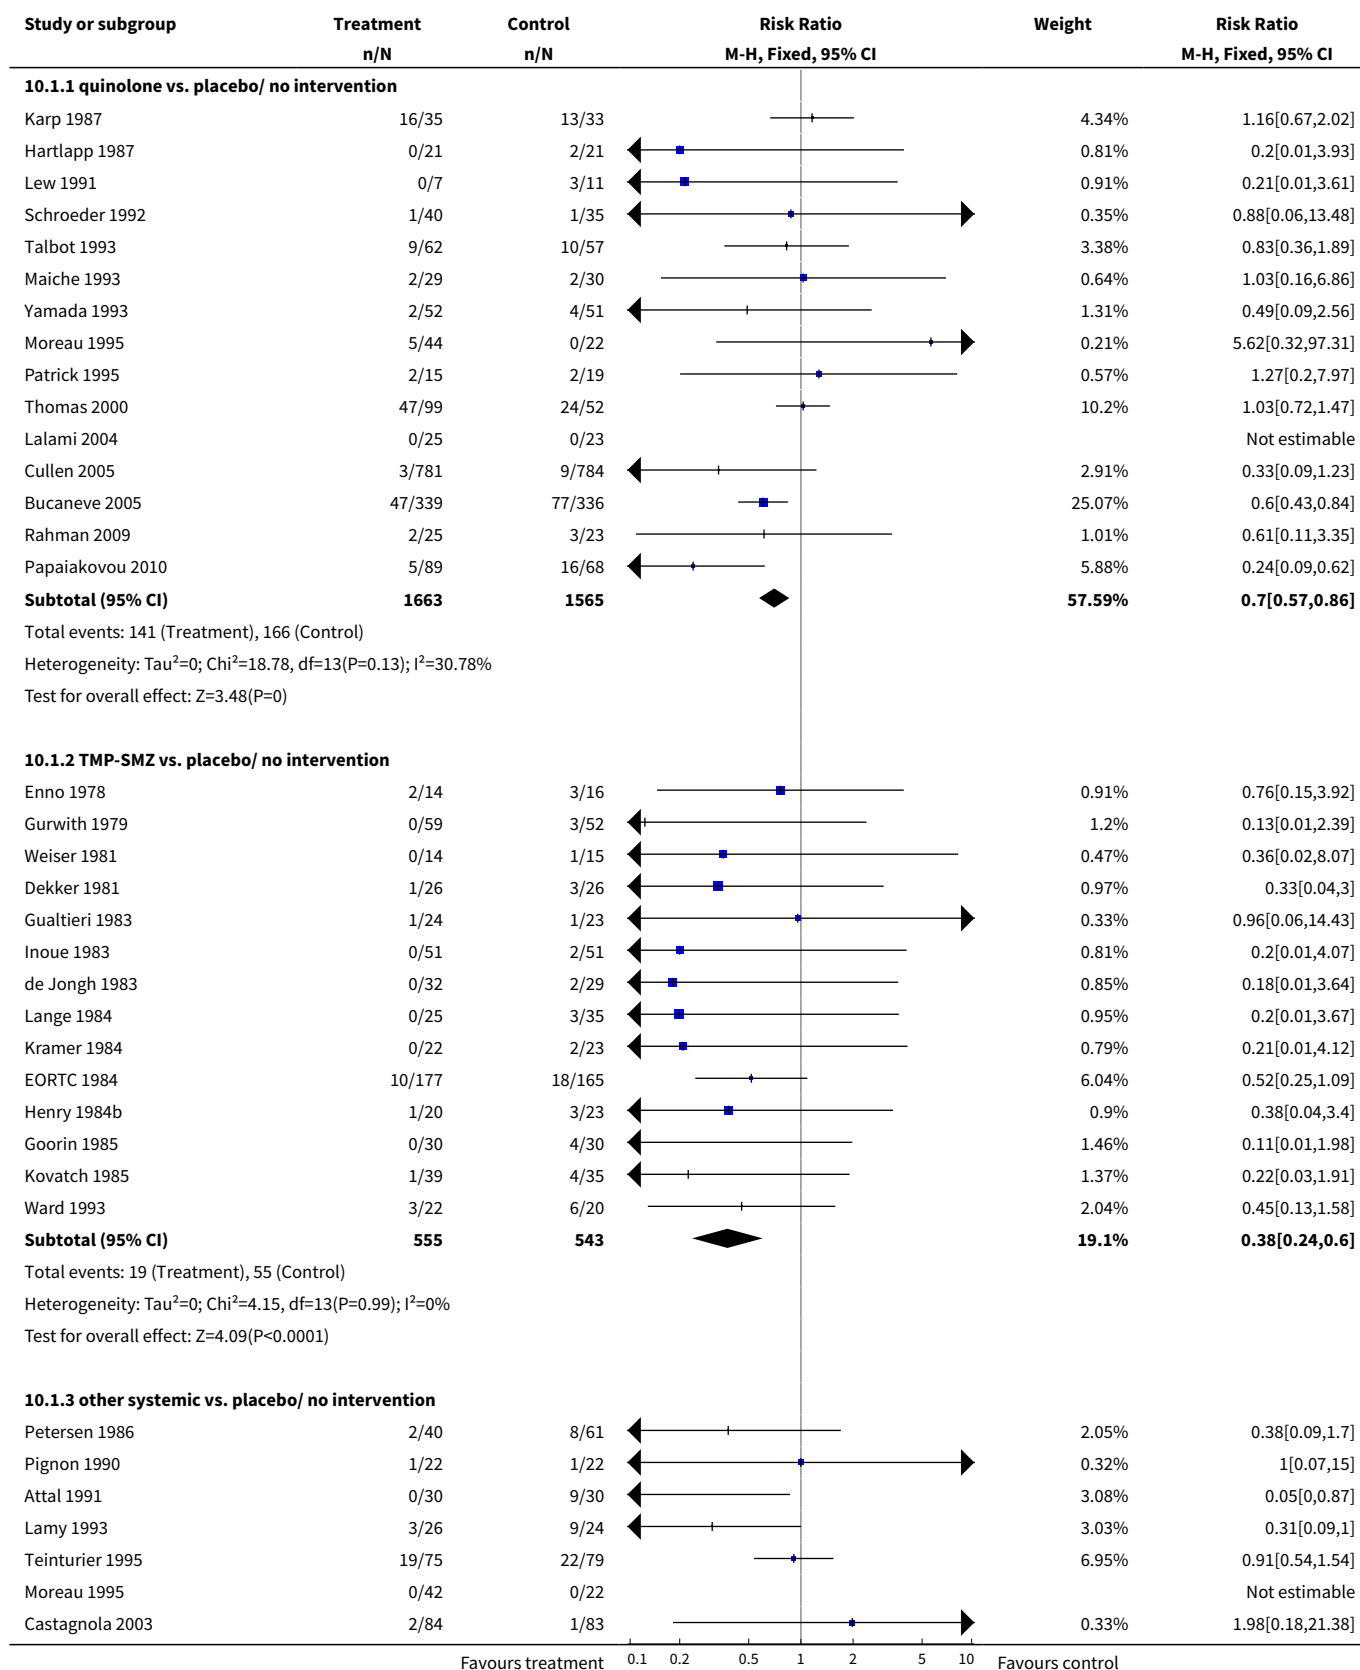 Study or subgroup Treatment Control Risk Ratio Weight Risk Ratio
n/N n/N M-H, Fixed, 95% CI M-H, Fixed, 95% CI
10.1.1 quinolone vs. placebo/ no intervention
Karp 1987 16/35 13/33 4.34% 1.16[0.67,2.02]
Hartlapp 1987 0/21 2/21 0.81% 0.2[0.01,3.93]
Lew 1991 0/7 3/11 0.91% 0.21[0.01,3.61]
Schroeder 1992 1/40 1/35 0.35% 0.88[0.06,13.48]
Talbot 1993 9/62 10/57 3.38% 0.83[0.36,1.89]
Maiche 1993 2/29 2/30 0.64% 1.03[0.16,6.86]
Yamada 1993 2/52 4/51 1.31% 0.49[0.09,2.56]
Moreau 1995 5/44 0/22 0.21% 5.62[0.32,97.31]
Patrick 1995 2/15 2/19 0.57% 1.27[0.2,7.97]
Thomas 2000 47/99 24/52 10.2% 1.03[0.72,1.47]
Lalami 2004 0/25 0/23 Not estimable
Cullen 2005 3/781 9/784 2.91% 0.33[0.09,1.23]
Bucaneve 2005 47/339 77/336 25.07% 0.6[0.43,0.84]
Rahman 2009 2/25 3/23 1.01% 0.61[0.11,3.35]
Papaiakovou 2010 5/89 16/68 5.88% 0.24[0.09,0.62]
Subtotal (95% CI) 1663 1565 57.59% 0.7[0.57,0.86]
Total events: 141 (Treatment), 166 (Control)
Heterogeneity: Tau²=0; Chi²=18.78, df=13(P=0.13); I²=30.78%
Test for overall effect: Z=3.48(P=0)
10.1.2 TMP-SMZ vs. placebo/ no intervention
Enno 1978 2/14 3/16 0.91% 0.76[0.15,3.92]
Gurwith 1979 0/59 3/52 1.2% 0.13[0.01,2.39]
Weiser 1981 0/14 1/15 0.47% 0.36[0.02,8.07]
Dekker 1981 1/26 3/26 0.97% 0.33[0.04,3]
Gualtieri 1983 1/24 1/23 0.33% 0.96[0.06,14.43]
Inoue 1983 0/51 2/51 0.81% 0.2[0.01,4.07]
de Jongh 1983 0/32 2/29 0.85% 0.18[0.01,3.64]
Lange 1984 0/25 3/35 0.95% 0.2[0.01,3.67]
Kramer 1984 0/22 2/23 0.79% 0.21[0.01,4.12]
EORTC 1984 10/177 18/165 6.04% 0.52[0.25,1.09]
Henry 1984b 1/20 3/23 0.9% 0.38[0.04,3.4]
Goorin 1985 0/30 4/30 1.46% 0.11[0.01,1.98]
Kovatch 1985 1/39 4/35 1.37% 0.22[0.03,1.91]
Ward 1993 3/22 6/20 2.04% 0.45[0.13,1.58]
Subtotal (95% CI) 555 543 19.1% 0.38[0.24,0.6]
Total events: 19 (Treatment), 55 (Control)
Heterogeneity: Tau²=0; Chi²=4.15, df=13(P=0.99); I²=0%
Test for overall effect: Z=4.09(P<0.0001)
10.1.3 other systemic vs. placebo/ no intervention
Petersen 1986 2/40 8/61 2.05% 0.38[0.09,1.7]
Pignon 1990 1/22 1/22 0.32% 1[0.07,15]
Attal 1991 0/30 9/30 3.08% 0.05[0,0.87]
Lamy 1993 3/26 9/24 3.03% 0.31[0.09,1]
Teinturier 1995 19/75 22/79 6.95% 0.91[0.54,1.54]
Moreau 1995 0/42 0/22 Not estimable
Castagnola 2003 2/84 1/83 0.33% 1.98[0.18,21.38]
Favours treatment 0.1 0.2 0.5 1 2 5 10 Favours control